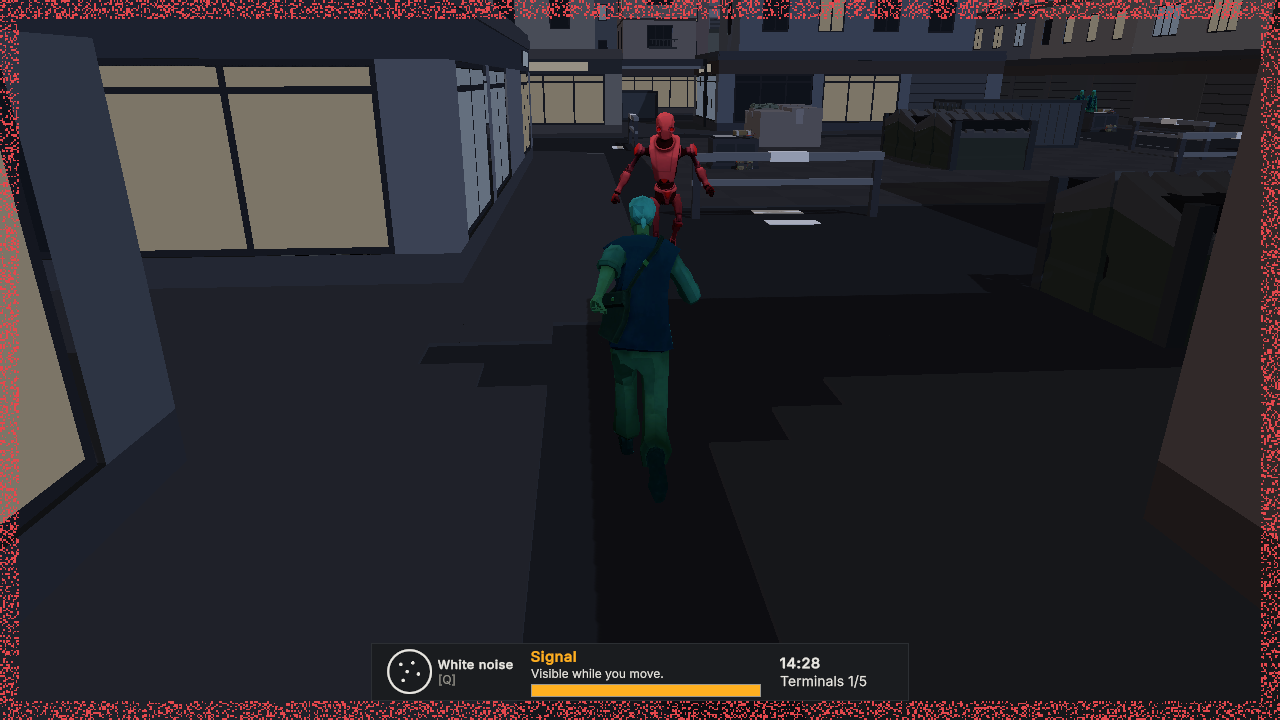 White noise
[Q]
Signal
Visible while you move.
14:28
Terminals 1/5